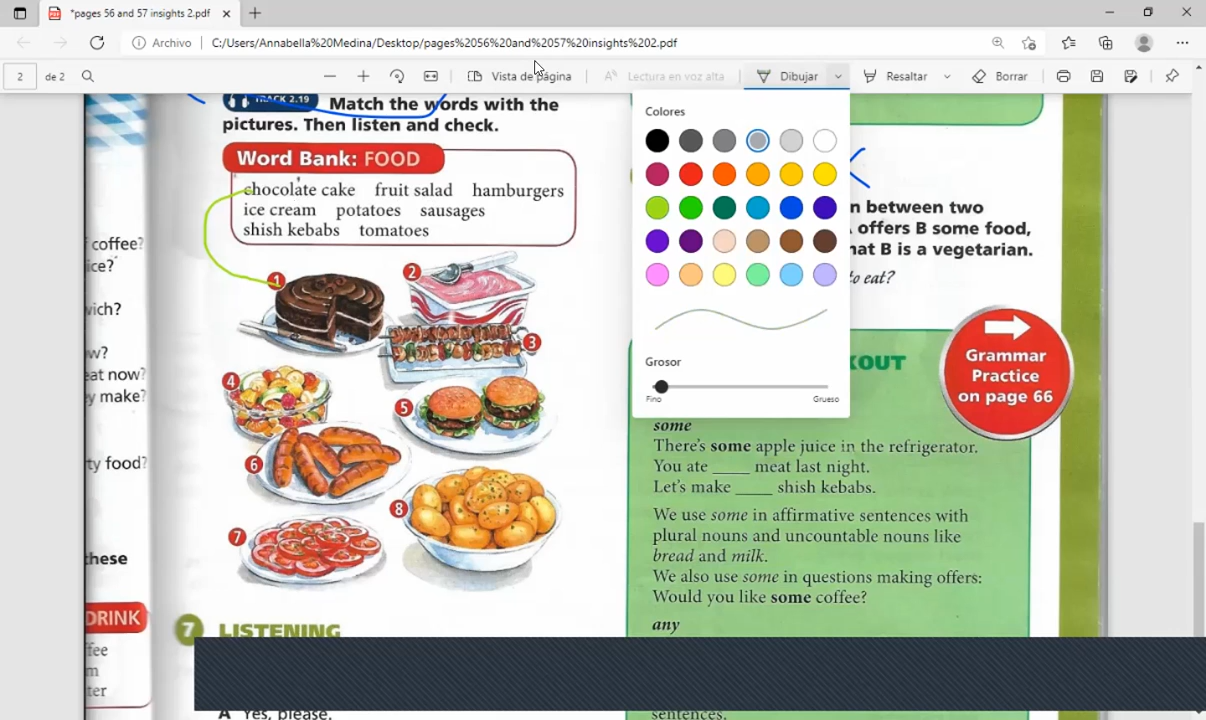 *pages 56 and 57 insights 2.pdf
Archivo C:/Users/Annabella%20Medina/Desktop/pages%2056%20and%2057%20insights%202.pdf
2 de 2 Vista de página Lectura en voz alta Dibujar Resaltar Borrar
Colores
Grosor
Fino Grueso
coffee?
ice?
wich?
w?
eat now?
ey make?
rty food?
these
DRINK
ffee
m
ter
TRACK 2.19 Match the words with the
pictures. Then listen and check.
Word Bank: FOOD
chocolate cake fruit salad hamburgers
ice cream potatoes sausages
shish kebabs tomatoes
1
2
3
4
5
6
7
8
7 LISTENING
A Yes, please.
n between two
A offers B some food,
hat B is a vegetarian.
to eat?
KOUT
Grammar
Practice
on page 66
some
There's some apple juice in the refrigerator.
You ate ____ meat last night.
Let's make ____ shish kebabs.
We use some in affirmative sentences with
plural nouns and uncountable nouns like
bread and milk.
We also use some in questions making offers:
Would you like some coffee?
any
sentences.